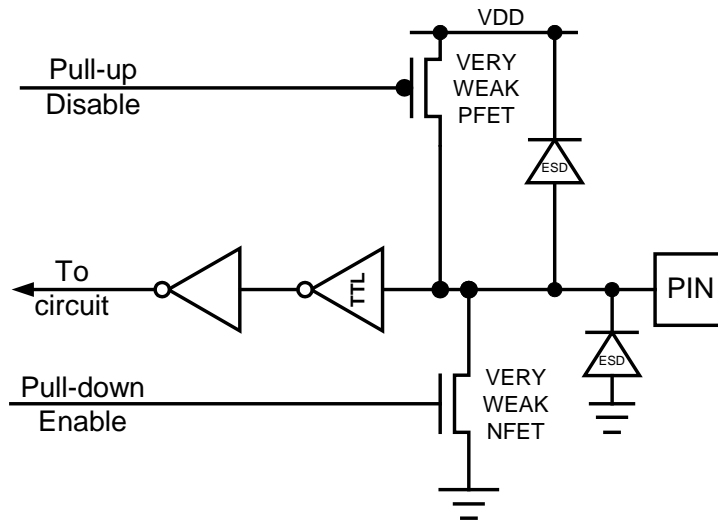 VDD
Pull-up
Disable
VERY
WEAK
PFET
ESD
To
circuit
TTL
PIN
ESD
Pull-down
Enable
VERY
WEAK
NFET